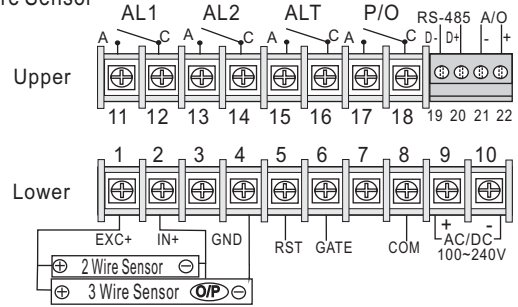 re Sensor
AL1 AL2 ALT P/O RS-485 A/O
A C A C A C A C D- D+ - +
Upper
11 12 13 14 15 16 17 18 19 20 21 22
1 2 3 4 5 6 7 8 9 10
Lower
+ -
EXC+ IN+ GND RST GATE COM AC/DC
100~240V
2 Wire Sensor
3 Wire Sensor O/P